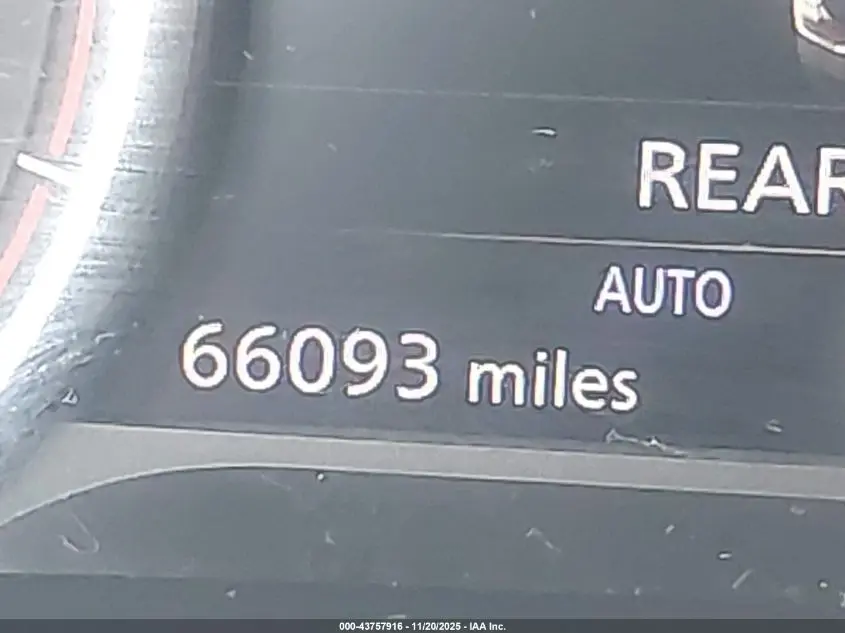 REAR
AUTO
66093 miles
000-43757916 - 11/20/2025 - IAA Inc.